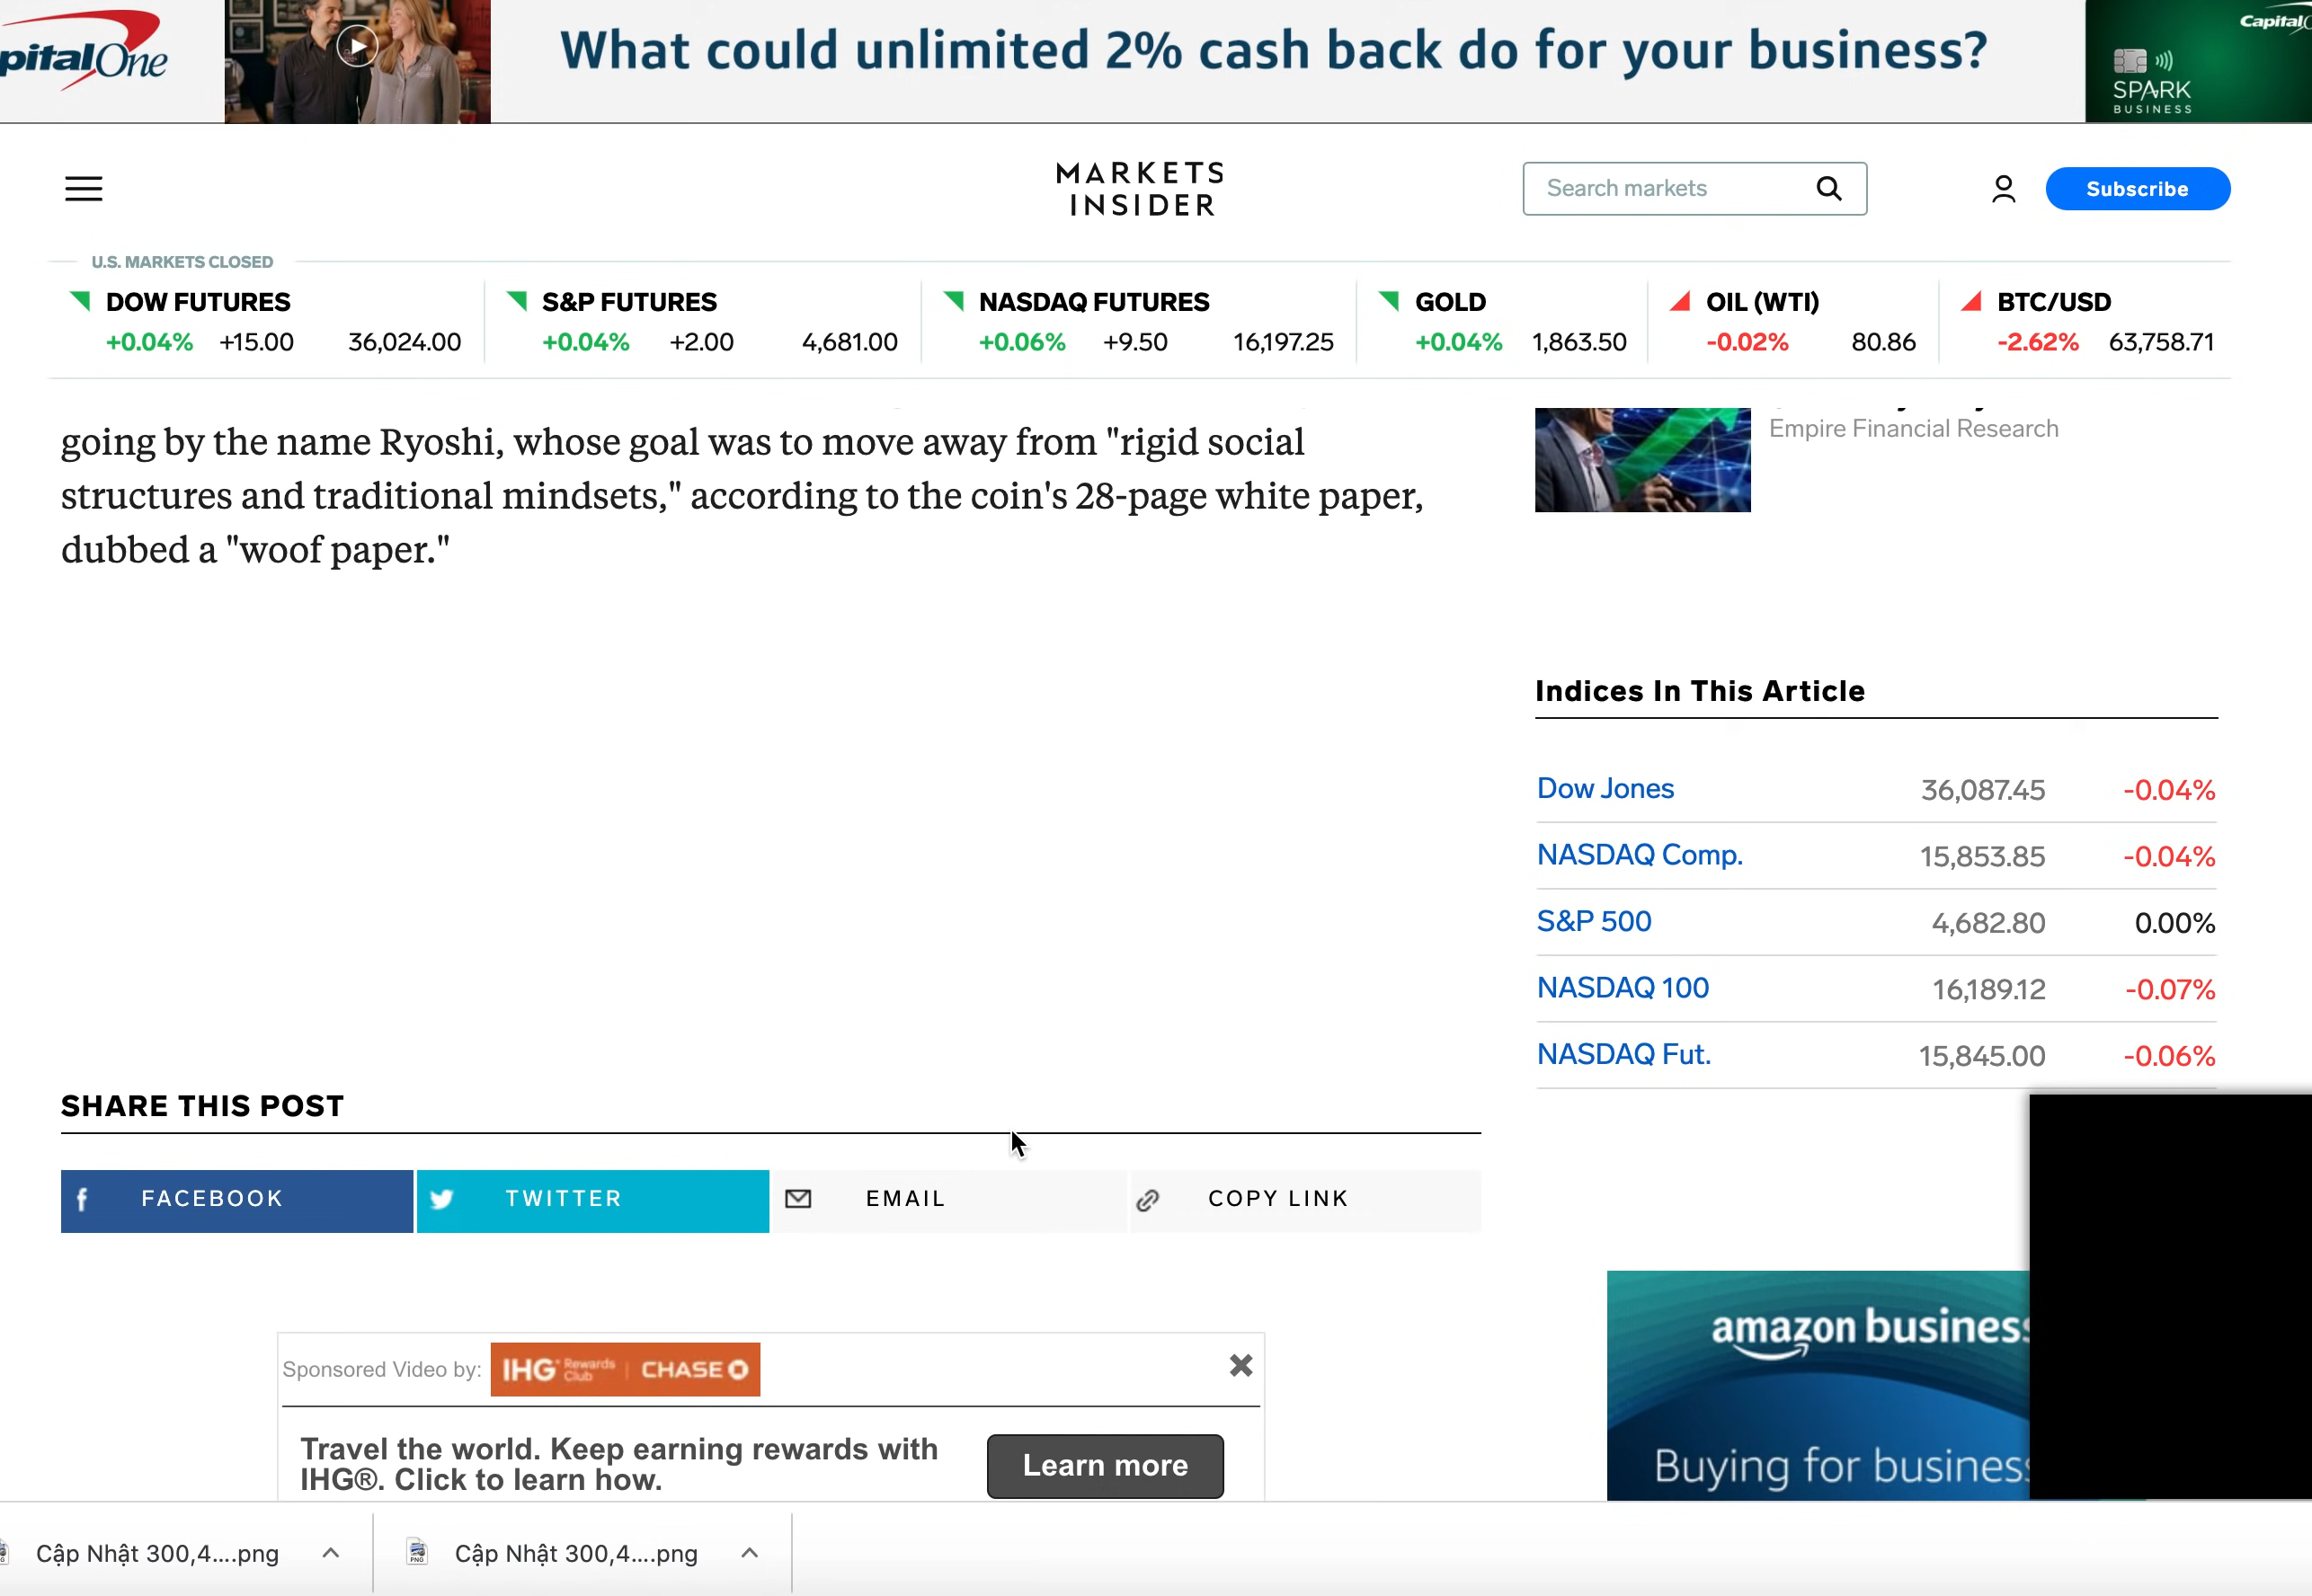 pitalOne
What could unlimited 2% cash back do for your business?
Capital
SPARK
BUSINESS
MARKETS
INSIDER
Search markets
Subscribe
U.S. MARKETS CLOSED
DOW FUTURES
+0.04% +15.00 36,024.00
S&P FUTURES
+0.04% +2.00 4,681.00
NASDAQ FUTURES
+0.06% +9.50 16,197.25
GOLD
+0.04% 1,863.50
OIL (WTI)
-0.02% 80.86
BTC/USD
-2.62% 63,758.71
going by the name Ryoshi, whose goal was to move away from "rigid social
structures and traditional mindsets," according to the coin's 28-page white paper,
dubbed a "woof paper."
Empire Financial Research
Indices In This Article
Dow Jones 36,087.45 -0.04%
NASDAQ Comp. 15,853.85 -0.04%
S&P 500 4,682.80 0.00%
NASDAQ 100 16,189.12 -0.07%
NASDAQ Fut. 15,845.00 -0.06%
SHARE THIS POST
FACEBOOK
TWITTER
EMAIL
COPY LINK
Sponsored Video by: IHG® Rewards Club | CHASE
Travel the world. Keep earning rewards with
IHG®. Click to learn how.
Learn more
amazon business
Buying for business
Cập Nhật 300,4....png
Cập Nhật 300,4....png